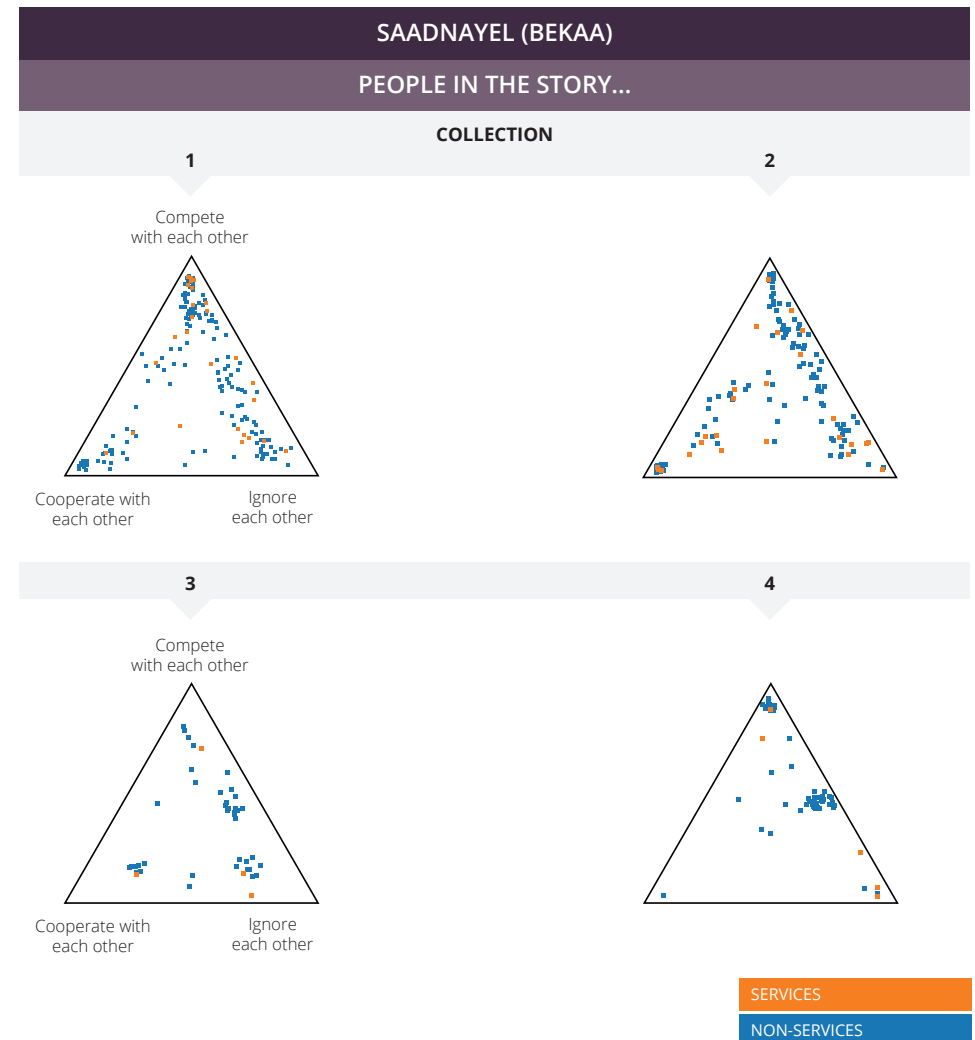 SAADNAYEL (BEKAA)
PEOPLE IN THE STORY...
COLLECTION
1
2
Compete
with each other
Cooperate with
each other
Ignore
each other
3
4
Compete
with each other
Cooperate with
each other
Ignore
each other
SERVICES
NON-SERVICES